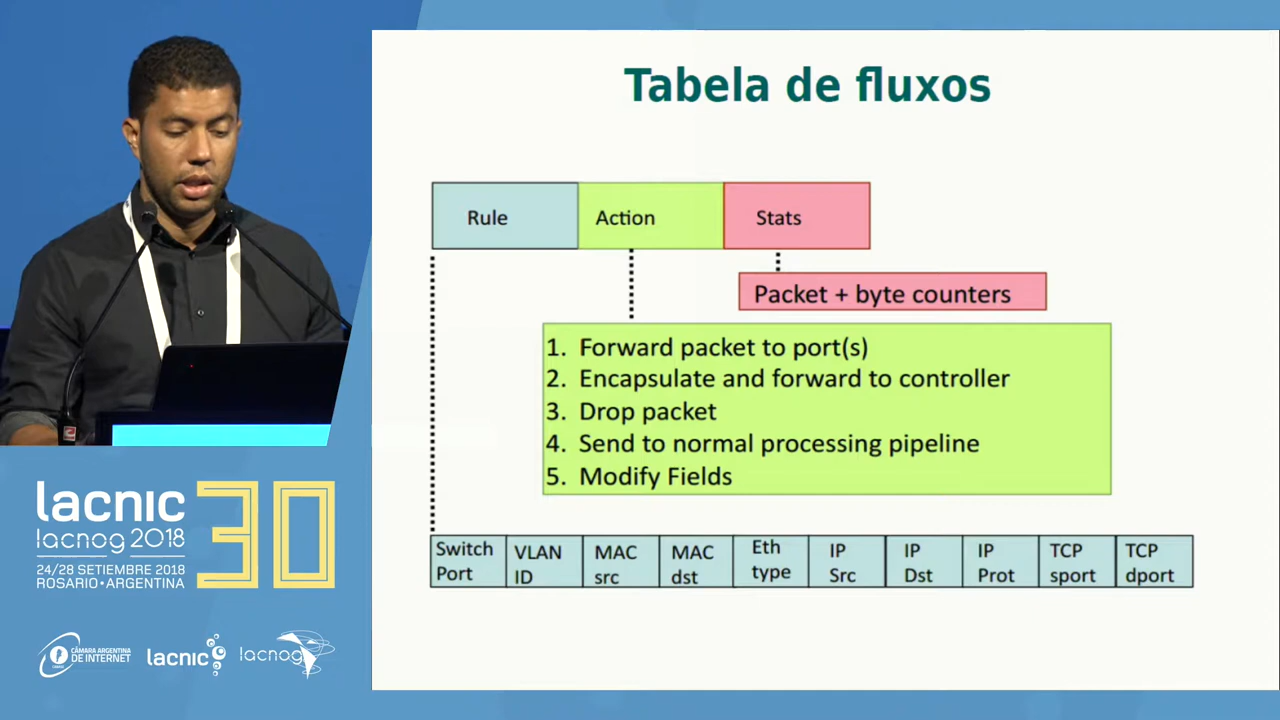 Tabela de fluxos
Rule
Action
Stats
Packet + byte counters
1. Forward packet to port(s)
2. Encapsulate and forward to controller
3. Drop packet
4. Send to normal processing pipeline
5. Modify Fields
Switch Port
VLAN ID
MAC src
MAC dst
Eth type
IP Src
IP Dst
IP Prot
TCP sport
TCP dport
lacnic 30
lacnog 2018
24/28 SETIEMBRE 2018
ROSARIO • ARGENTINA
CÁMARA ARGENTINA
DE INTERNET
lacnic
lacnog